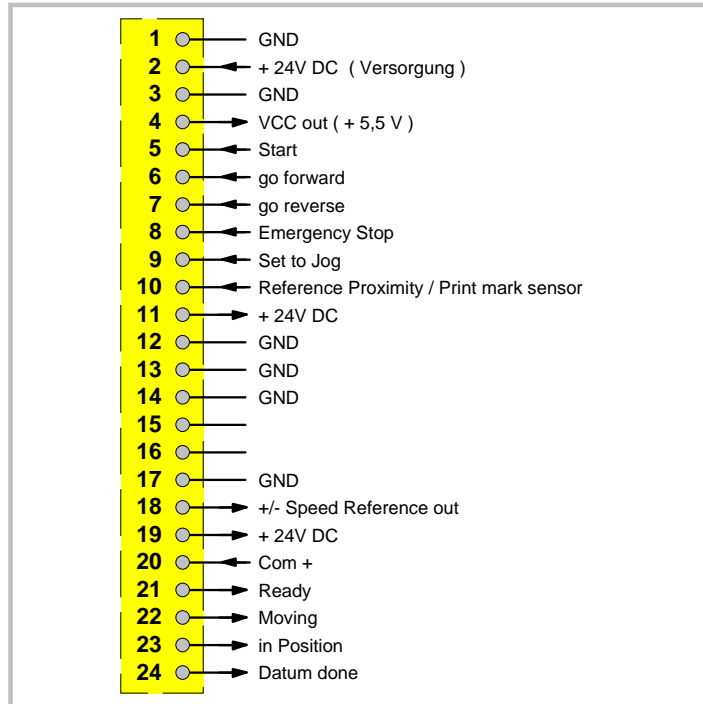 1 GND
2 + 24V DC ( Versorgung )
3 GND
4 VCC out ( + 5,5 V )
5 Start
6 go forward
7 go reverse
8 Emergency Stop
9 Set to Jog
10 Reference Proximity / Print mark sensor
11 + 24V DC
12 GND
13 GND
14 GND
15
16
17 GND
18 +/- Speed Reference out
19 + 24V DC
20 Com +
21 Ready
22 Moving
23 in Position
24 Datum done